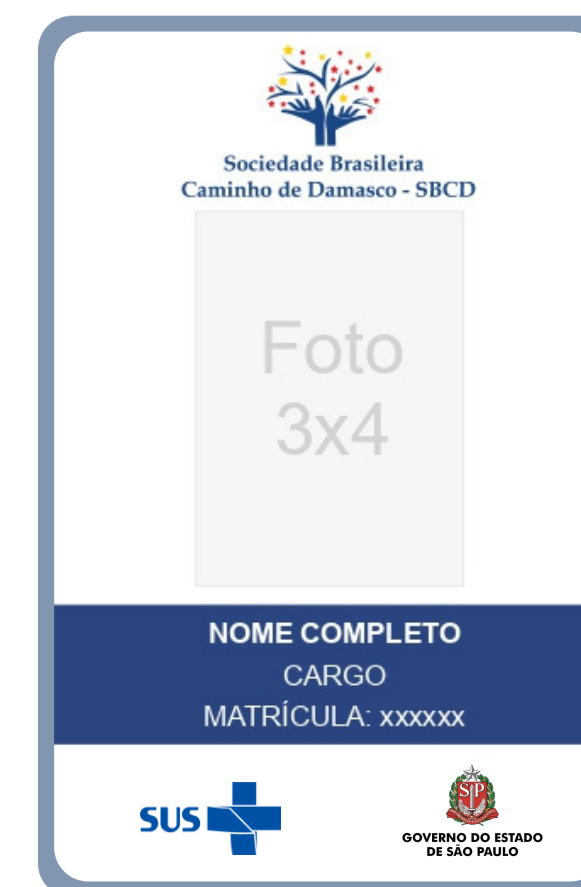 Sociedade Brasileira
Caminho de Damasco - SBCD
Foto
3x4
NOME COMPLETO
CARGO
MATRÍCULA: xxxxxx
SUS
SP
GOVERNO DO ESTADO
DE SÃO PAULO